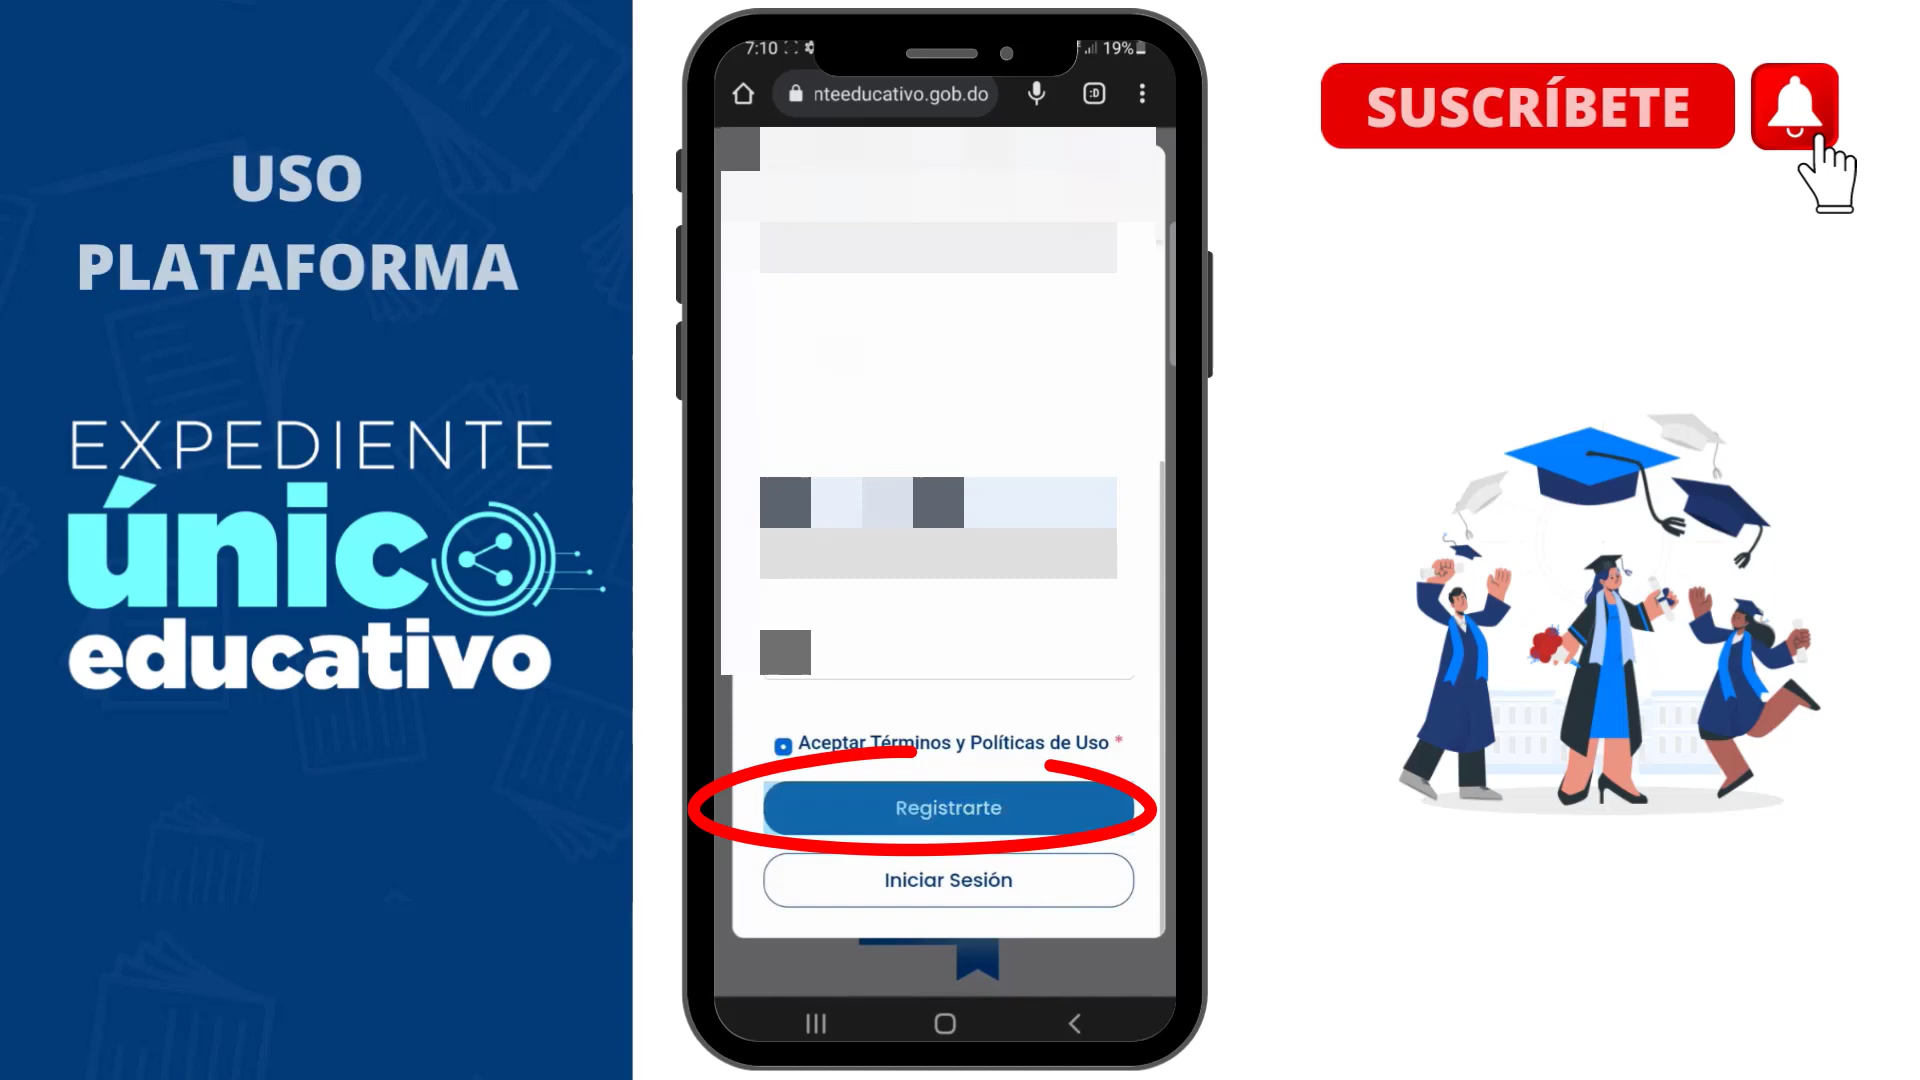 USO
PLATAFORMA
EXPEDIENTE
único
educativo
7:10
19%
nteeducativo.gob.do
:D
Aceptar Términos y Políticas de Uso *
Registrarte
Iniciar Sesión
SUSCRÍBETE